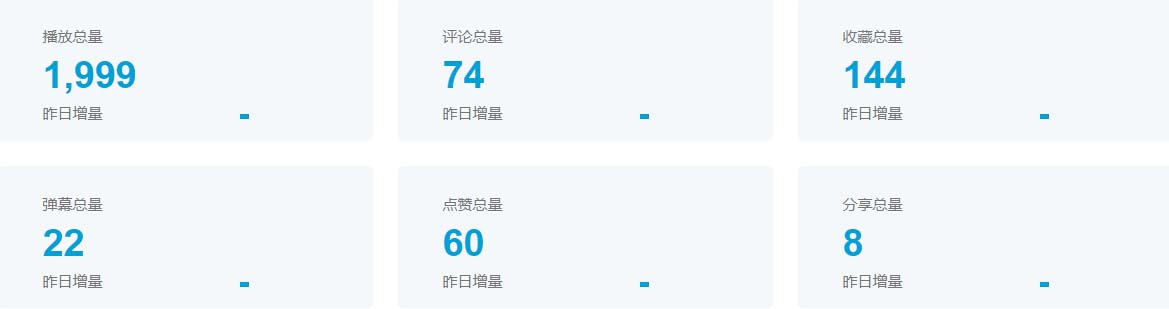 播放总量
1,999
昨日增量 -
评论总量
74
昨日增量 -
收藏总量
144
昨日增量 -
弹幕总量
22
昨日增量 -
点赞总量
60
昨日增量 -
分享总量
8
昨日增量 -